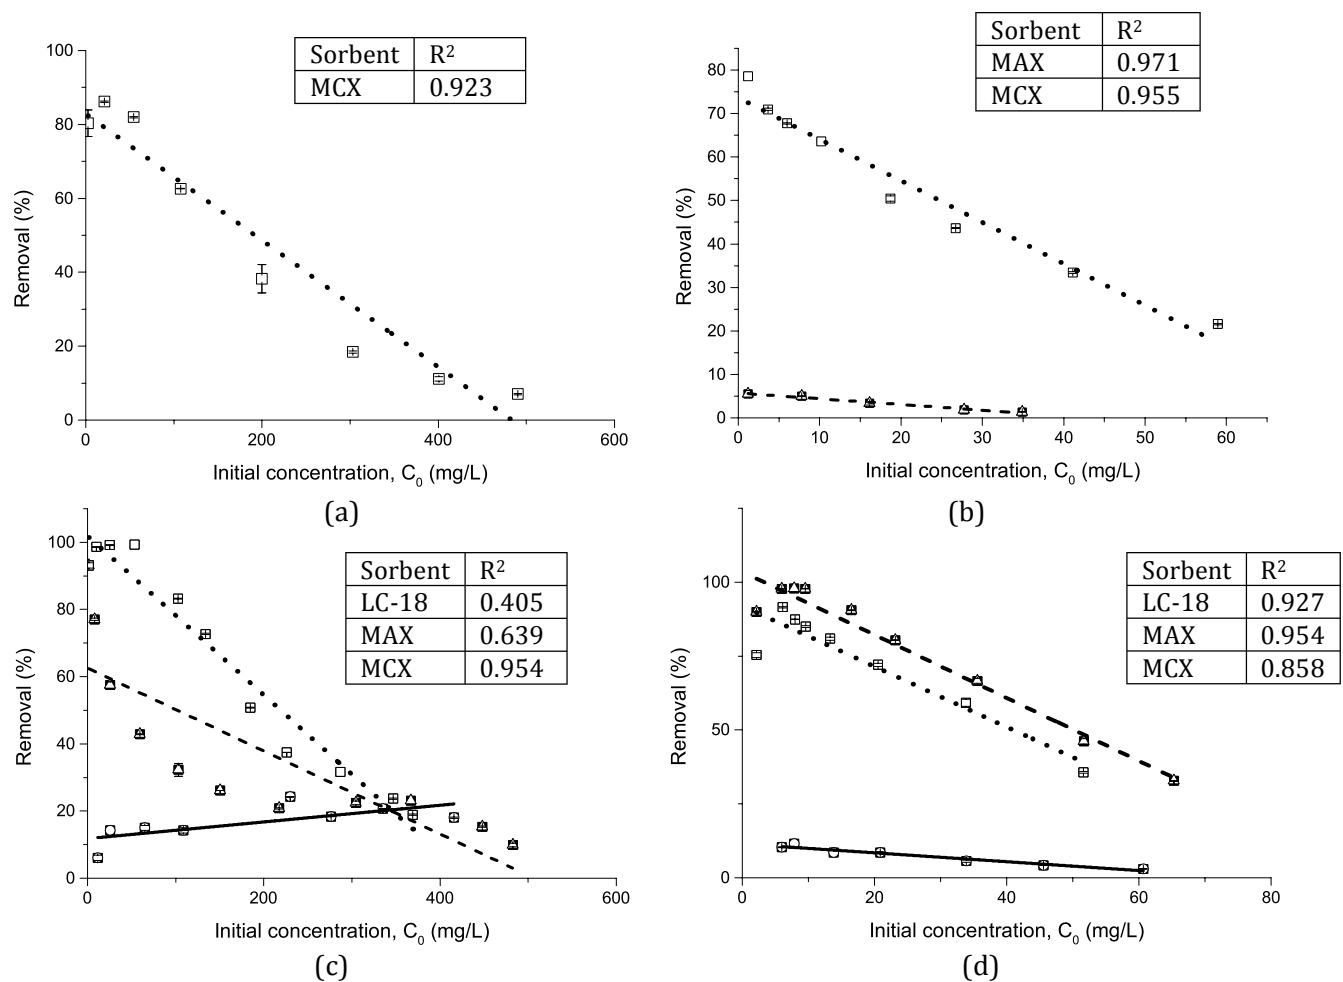 Sorbent R²
MCX 0.923
100
80
60
40
20
0
0 200 400 600
Removal (%)
Initial concentration, C₀ (mg/L)
(a)
Sorbent R²
MAX 0.971
MCX 0.955
80
70
60
50
40
30
20
10
0
0 10 20 30 40 50 60
Removal (%)
Initial concentration, C₀ (mg/L)
(b)
Sorbent R²
LC-18 0.405
MAX 0.639
MCX 0.954
100
80
60
40
20
0
0 200 400 600
Removal (%)
Initial concentration, C₀ (mg/L)
(c)
Sorbent R²
LC-18 0.927
MAX 0.954
MCX 0.858
100
50
0
0 20 40 60 80
Removal (%)
Initial concentration, C₀ (mg/L)
(d)